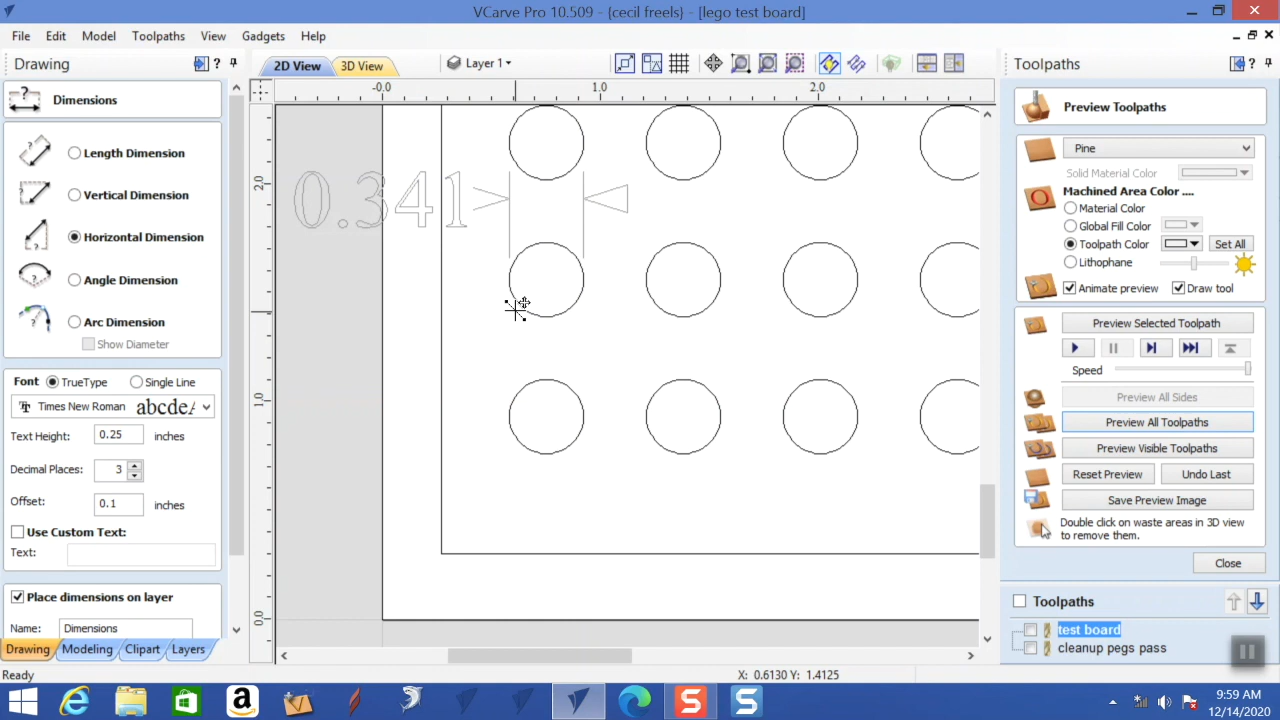 VCarve Pro 10.509 - {cecil freels} - [lego test board]
File Edit Model Toolpaths View Gadgets Help
Drawing ?
Dimensions
Length Dimension
Vertical Dimension
Horizontal Dimension
Angle Dimension
Arc Dimension
Show Diameter
Font TrueType Single Line
Times New Roman abcdeA
Text Height: 0.25 inches
Decimal Places: 3
Offset: 0.1 inches
Use Custom Text:
Text:
Place dimensions on layer
Name: Dimensions
Drawing Modeling Clipart Layers
2D View 3D View Layer 1
-0.0 1.0 2.0
2.0
1.0
0.0
0.341
Toolpaths ?
Preview Toolpaths
Pine
Solid Material Color
Machined Area Color ....
Material Color
Global Fill Color
Toolpath Color Set All
Lithophane
Animate preview Draw tool
Preview Selected Toolpath
Speed
Preview All Sides
Preview All Toolpaths
Preview Visible Toolpaths
Reset Preview Undo Last
Save Preview Image
Double click on waste areas in 3D view
to remove them.
Close
Toolpaths
test board
cleanup pegs pass
Ready X: 0.6130 Y: 1.4125
9:59 AM
12/14/2020